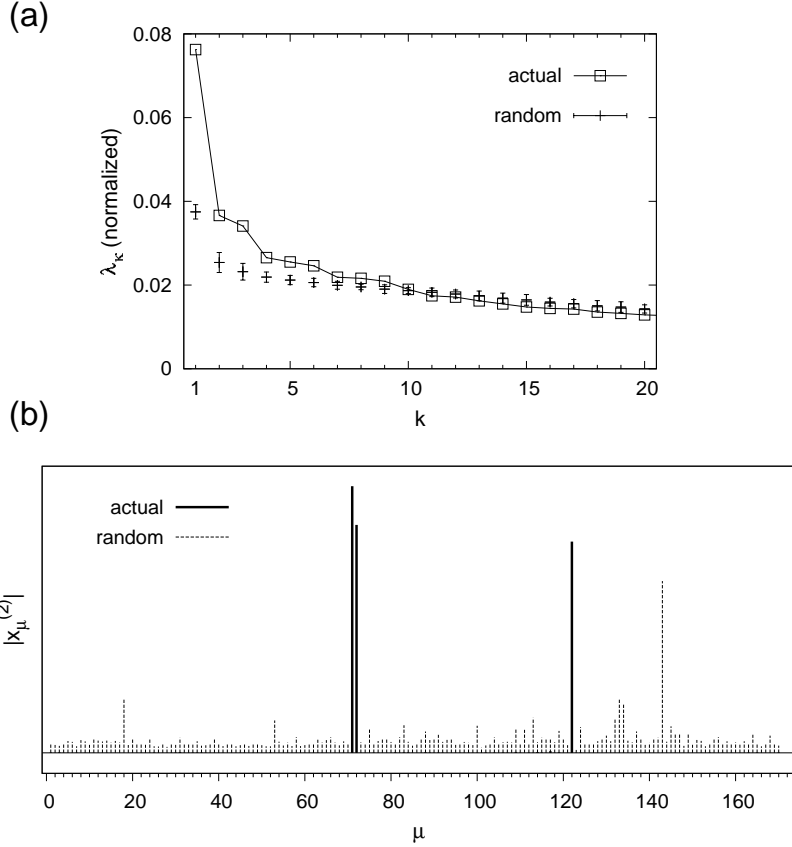 (a)
0.08
0.06
0.04
0.02
0
λκ (normalized)
actual
random
1
5
10
15
20
k
(b)
actual
random
|xμ(2)|
0
20
40
60
80
100
120
140
160
μ